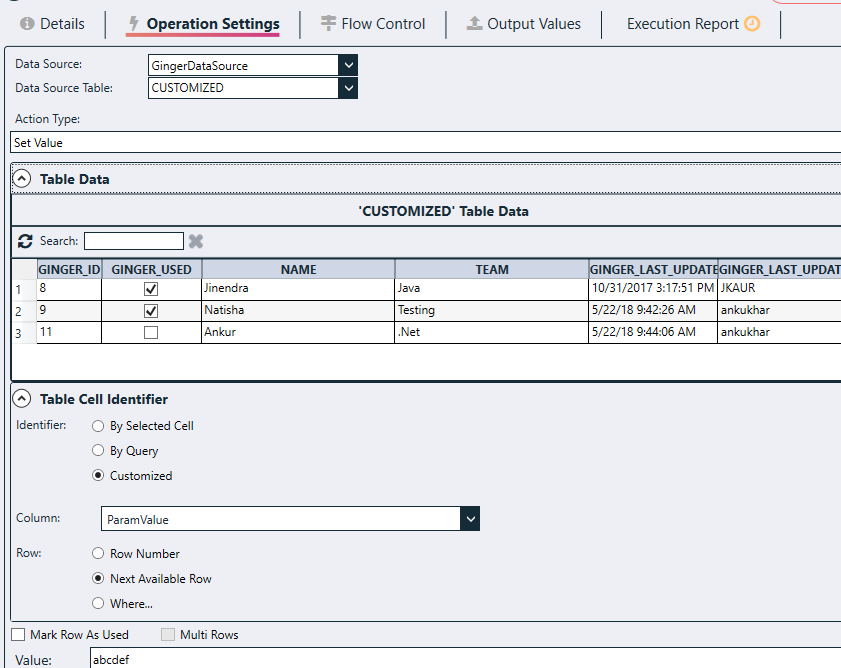 Details Operation Settings Flow Control Output Values Execution Report
Data Source: GingerDataSource
Data Source Table: CUSTOMIZED
Action Type:
Set Value
Table Data
'CUSTOMIZED' Table Data
Search:
GINGER_ID GINGER_USED NAME TEAM GINGER_LAST_UPDATE GINGER_LAST_UPDAT
1 8 Jinendra Java 10/31/2017 3:17:51 PM JKAUR
2 9 Natisha Testing 5/22/18 9:42:26 AM ankukhar
3 11 Ankur .Net 5/22/18 9:44:06 AM ankukhar
Table Cell Identifier
Identifier: By Selected Cell
By Query
Customized
Column: ParamValue
Row: Row Number
Next Available Row
Where...
Mark Row As Used Multi Rows
Value: abcdef